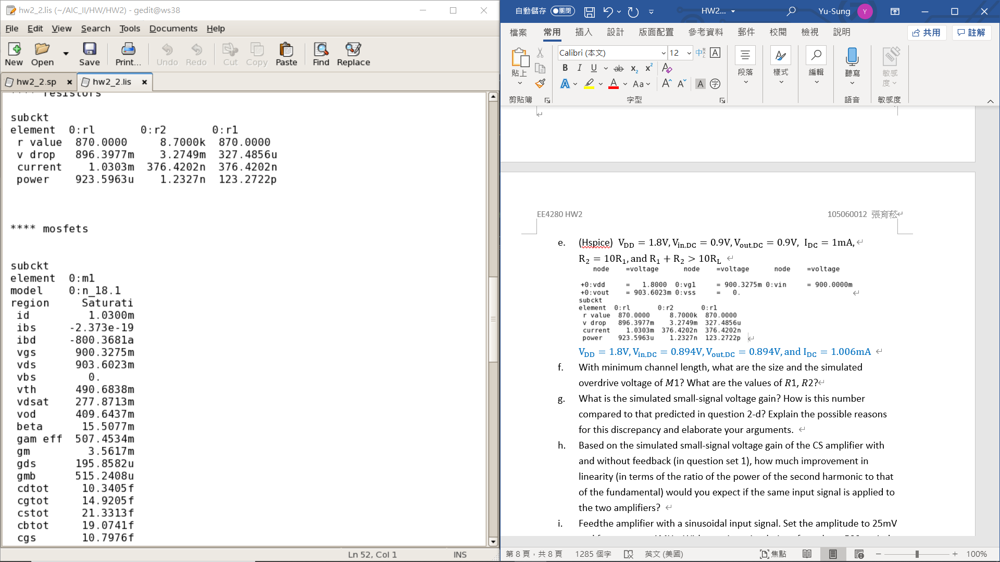 hw2_2.lis (~/AIC_II/HW/HW2) - gedit@ws38
File Edit View Search Tools Documents Help
New Open Save Print... Undo Redo Cut Copy Paste Find Replace
hw2_2.sp hw2_2.lis
**** resistors
subckt
element 0:rl 0:r2 0:r1
r value 870.0000 8.7000k 870.0000
v drop 896.3977m 3.2749m 327.4856u
current 1.0303m 376.4202n 376.4202n
power 923.5963u 1.2327n 123.2722p
**** mosfets
subckt
element 0:m1
model 0:n_18.1
region Saturati
id 1.0300m
ibs -2.373e-19
ibd -800.3681a
vgs 900.3275m
vds 903.6023m
vbs 0.
vth 490.6838m
vdsat 277.8713m
vod 409.6437m
beta 15.5077m
gam eff 507.4534m
gm 3.5617m
gds 195.8582u
gmb 515.2408u
cdtot 10.3405f
cgtot 14.9205f
cstot 21.3313f
cbtot 19.0741f
cgs 10.7976f
Ln 52, Col 1 INS
自動儲存 關閉 HW2... Yu-Sung Y
檔案 常用 插入 設計 版面配置 參考資料 郵件 校閱 檢視 說明 共用 註解
貼上 Calibri (本文) 12 段落 樣式 編輯 聽寫 敏感度
剪貼簿 字型 語音 敏感度
EE4280 HW2 105060012 張育菘
e. (Hspice) V_DD = 1.8V, V_in,DC = 0.9V, V_out,DC = 0.9V, I_DC = 1mA,
R₂ = 10R₁, and R₁ + R₂ > 10R_L
node =voltage node =voltage node =voltage
+0:vdd = 1.8000 0:vg1 = 900.3275m 0:vin = 900.0000m
+0:vout = 903.6023m 0:vss = 0.
subckt
element 0:rl 0:r2 0:r1
r value 870.0000 8.7000k 870.0000
v drop 896.3977m 3.2749m 327.4856u
current 1.0303m 376.4202n 376.4202n
power 923.5963u 1.2327n 123.2722p
V_DD = 1.8V, V_in,DC = 0.894V, V_out,DC = 0.894V, and I_DC = 1.006mA
f. With minimum channel length, what are the size and the simulated
overdrive voltage of M1? What are the values of R1, R2?
g. What is the simulated small-signal voltage gain? How is this number
compared to that predicted in question 2-d? Explain the possible reasons
for this discrepancy and elaborate your arguments.
h. Based on the simulated small-signal voltage gain of the CS amplifier with
and without feedback (in question set 1), how much improvement in
linearity (in terms of the ratio of the power of the second harmonic to that
of the fundamental) would you expect if the same input signal is applied to
the two amplifiers?
i. Feedthe amplifier with a sinusoidal input signal. Set the amplitude to 25mV
第 8 頁，共 8 頁 1285 個字 英文 (美國) 焦點 100%